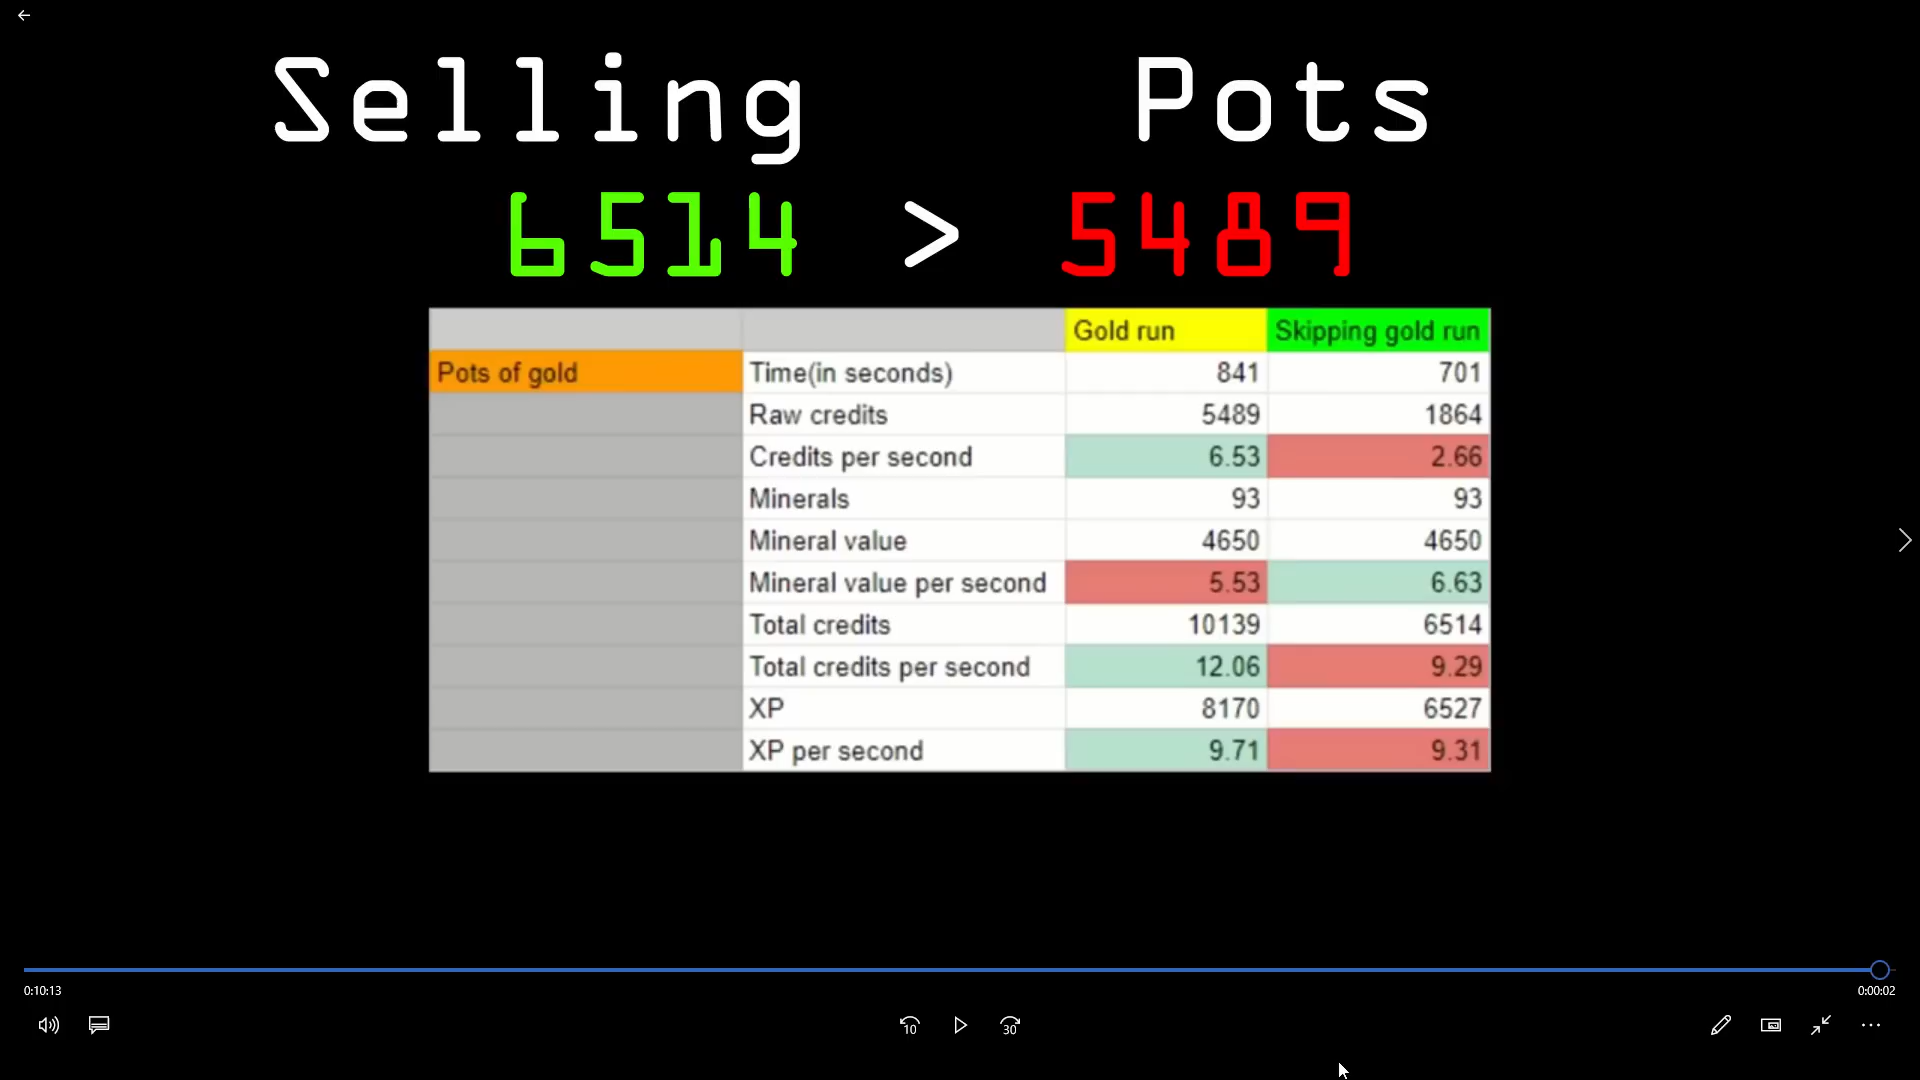 Selling Pots
6514 > 5489
Gold run Skipping gold run
Pots of gold Time(in seconds) 841 701
Raw credits 5489 1864
Credits per second 6.53 2.66
Minerals 93 93
Mineral value 4650 4650
Mineral value per second 5.53 6.63
Total credits 10139 6514
Total credits per second 12.06 9.29
XP 8170 6527
XP per second 9.71 9.31
0:10:13 0:00:02
10 30